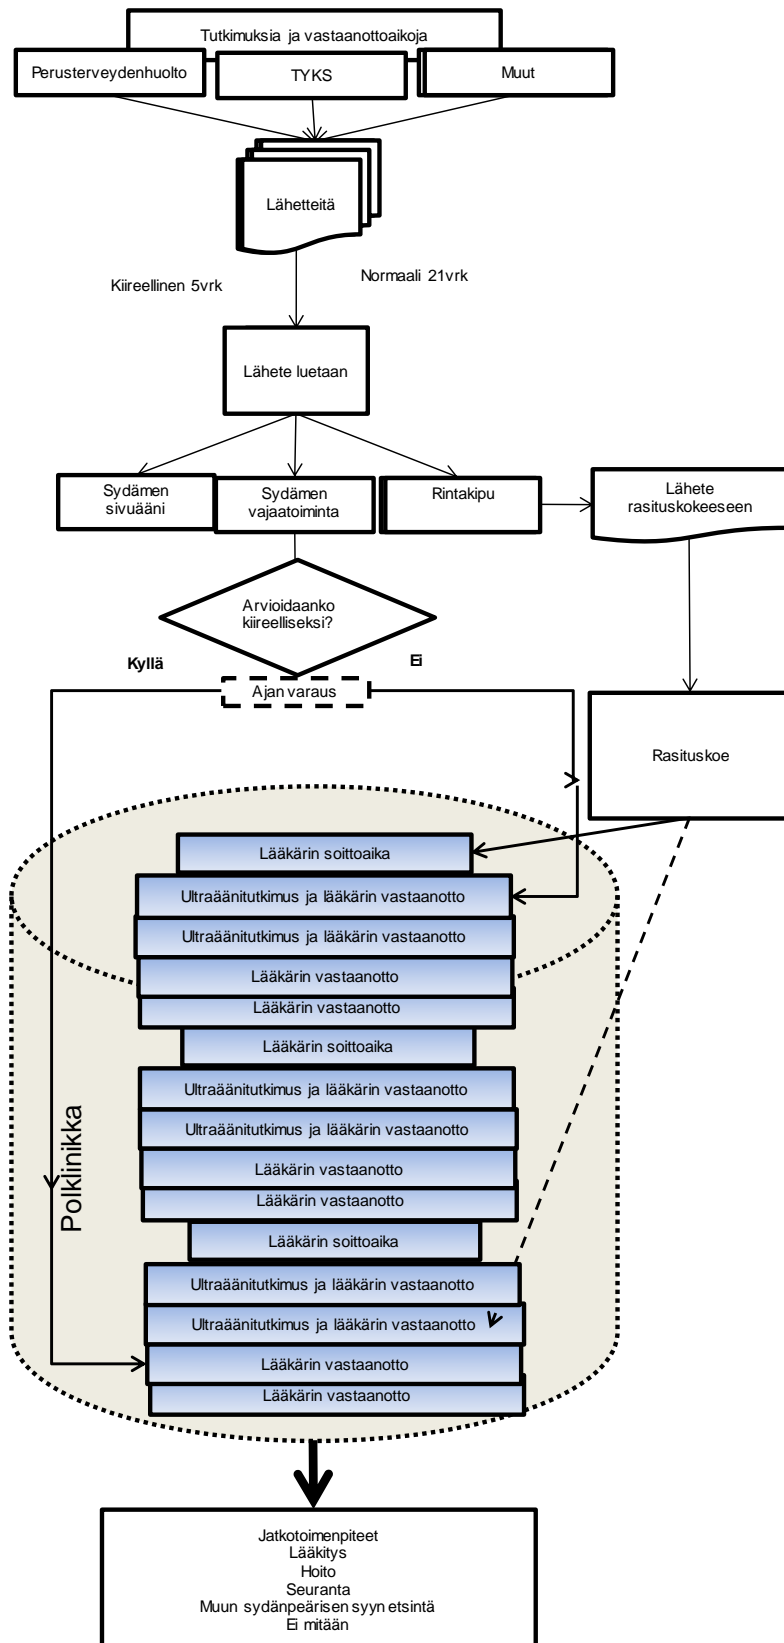 Tutkimuksia ja vastaanottoaikoja
Perusterveydenhuolto
TYKS
Muut
Lähetteitä
Kiireellinen 5vrk
Normaali 21vrk
Lähete luetaan
Sydämen
sivuääni
Sydämen
vajaatoiminta
Rintakipu
Lähete
rasituskokeeseen
Arvioidaanko
kiireelliseksi?
Kyllä
Ei
Ajan varaus
Rasituskoe
Lääkärin soittoaika
Ultraäänitutkimus ja lääkärin vastaanotto
Ultraäänitutkimus ja lääkärin vastaanotto
Lääkärin vastaanotto
Lääkärin vastaanotto
Lääkärin soittoaika
Ultraäänitutkimus ja lääkärin vastaanotto
Ultraäänitutkimus ja lääkärin vastaanotto
Lääkärin vastaanotto
Lääkärin vastaanotto
Lääkärin soittoaika
Ultraäänitutkimus ja lääkärin vastaanotto
Ultraäänitutkimus ja lääkärin vastaanotto
Lääkärin vastaanotto
Lääkärin vastaanotto
Polklinikka
Jatkotoimenpiteet
Lääkitys
Hoito
Seuranta
Muun sydänpeärisen syyn etsintä
Ei mitään